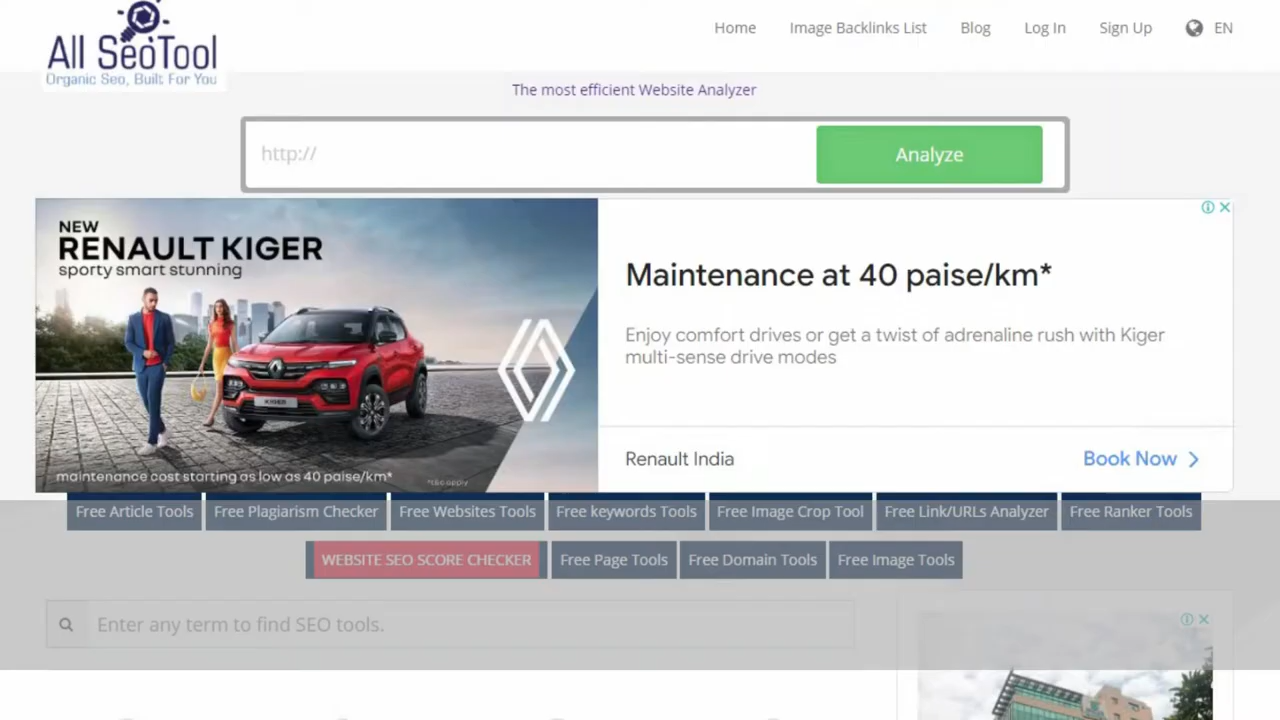 All SeoTool
Organic Seo, Built For You
Home
Image Backlinks List
Blog
Log In
Sign Up
EN
The most efficient Website Analyzer
http://
Analyze
NEW
RENAULT KIGER
sporty smart stunning
KIGER
maintenance cost starting as low as 40 paise/km*
*t&c apply
Maintenance at 40 paise/km*
Enjoy comfort drives or get a twist of adrenaline rush with Kiger
multi-sense drive modes
Renault India
Book Now
Free Article Tools
Free Plagiarism Checker
Free Websites Tools
Free keywords Tools
Free Image Crop Tool
Free Link/URLs Analyzer
Free Ranker Tools
WEBSITE SEO SCORE CHECKER
Free Page Tools
Free Domain Tools
Free Image Tools
Enter any term to find SEO tools.